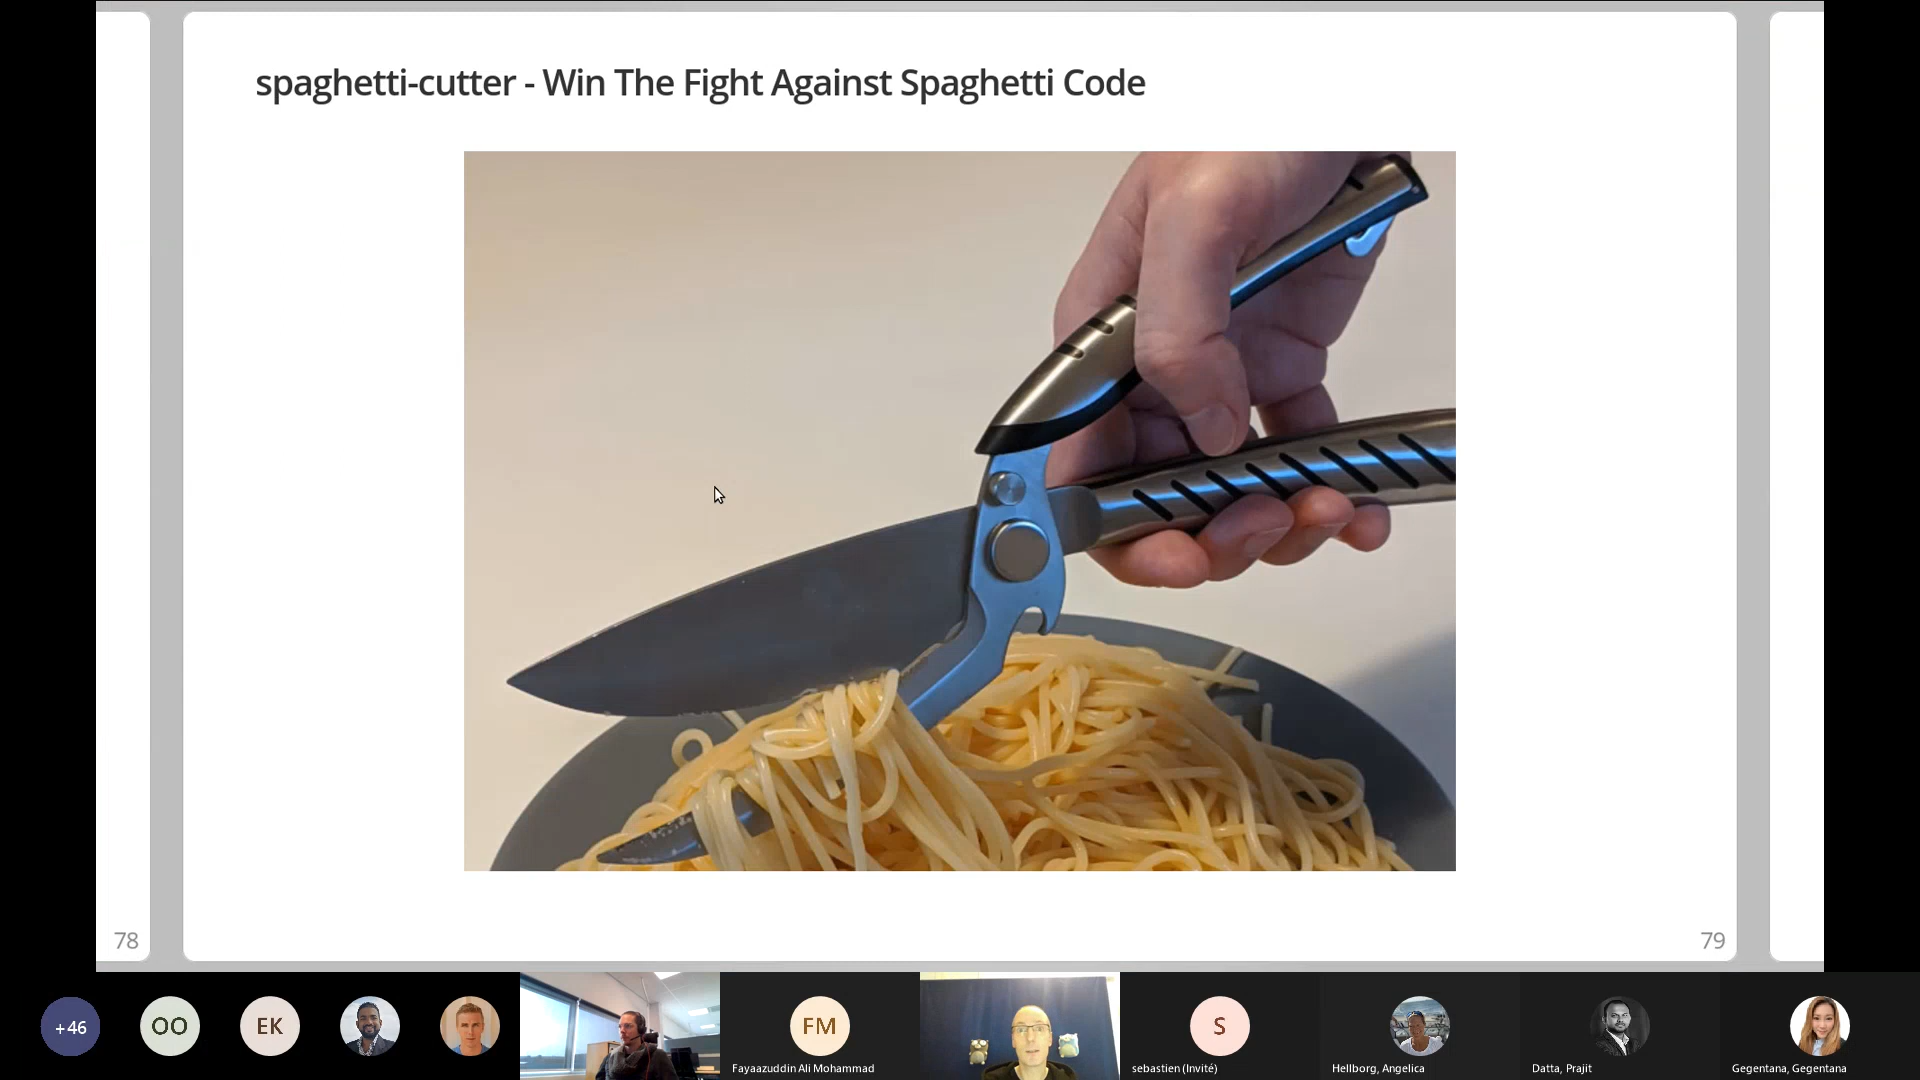 spaghetti-cutter - Win The Fight Against Spaghetti Code
78
79
+46
OO
EK
FM
Fayaazuddin Ali Mohammad
S
sebastien (Invité)
Hellborg, Angelica
Datta, Prajit
Gegentana, Gegentana